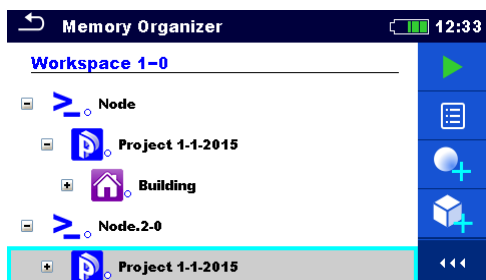 Memory Organizer 12:33
Workspace 1-0
Node
Project 1-1-2015
Building
Node.2-0
Project 1-1-2015